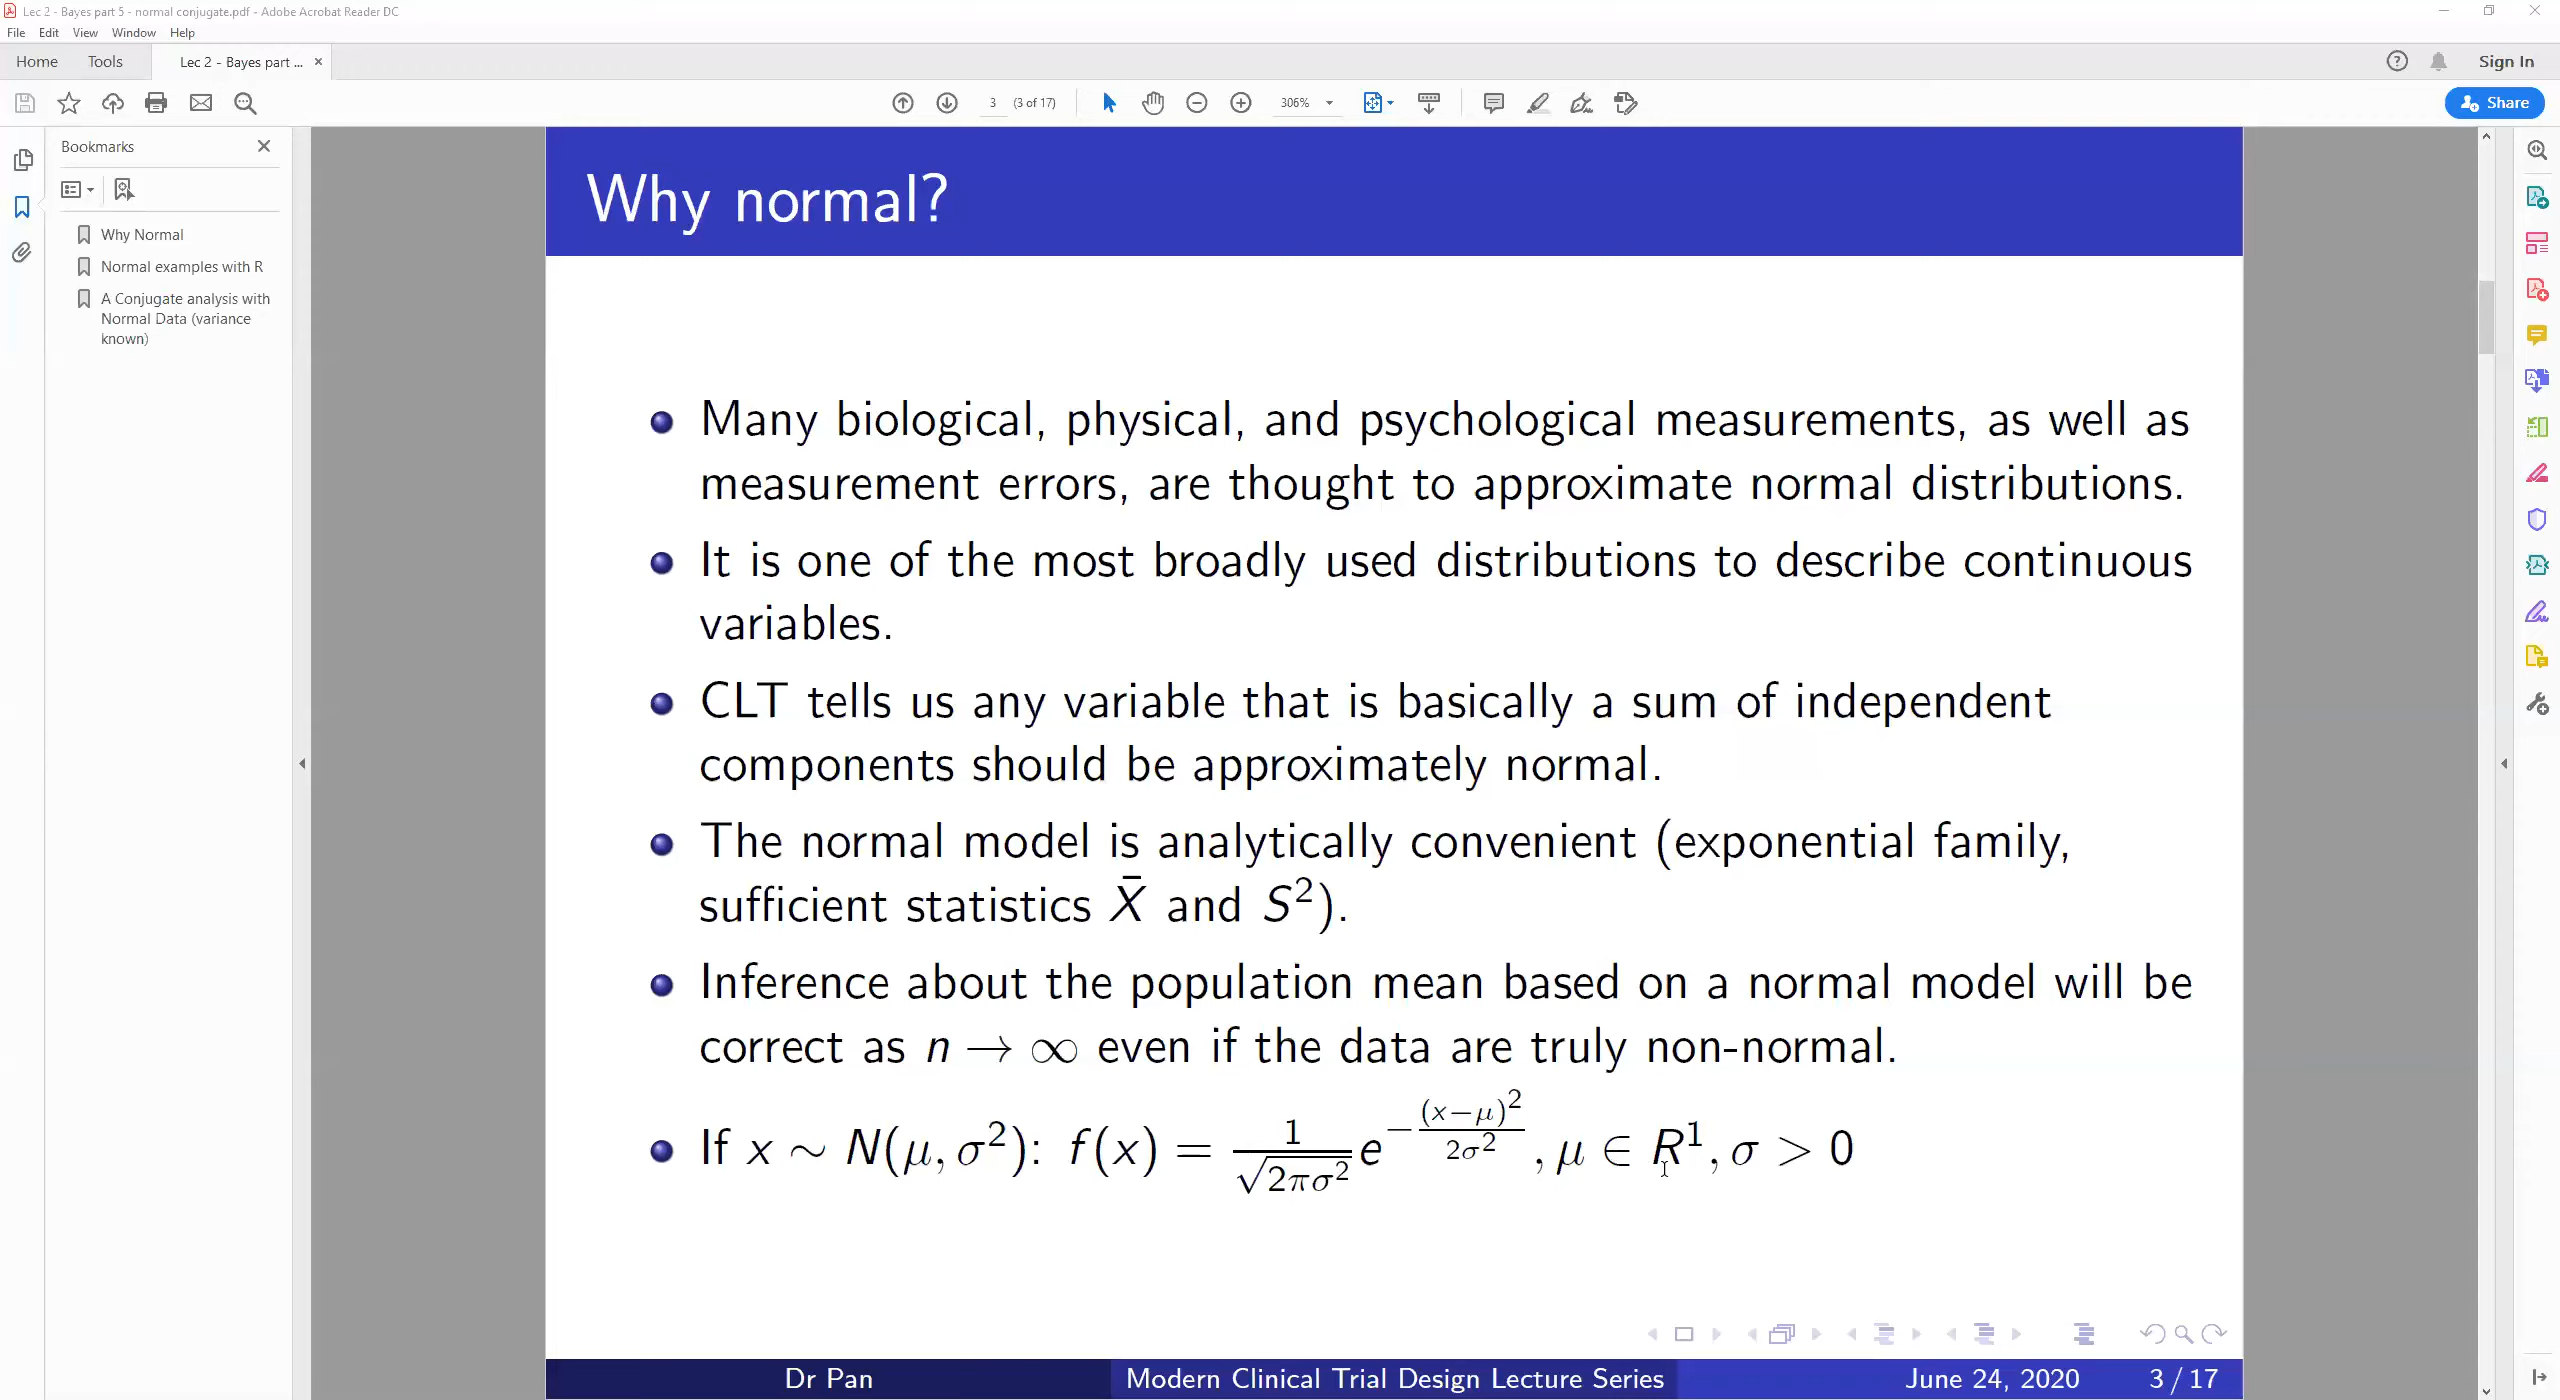 Lec 2 - Bayes part 5 - normal conjugate.pdf - Adobe Acrobat Reader DC
File Edit View Window Help
Home Tools Lec 2 - Bayes part ... × Sign In
3 (3 of 17) 306% Share
Bookmarks
Why Normal
Normal examples with R
A Conjugate analysis with
Normal Data (variance
known)
Why normal?
Many biological, physical, and psychological measurements, as well as
measurement errors, are thought to approximate normal distributions.
It is one of the most broadly used distributions to describe continuous
variables.
CLT tells us any variable that is basically a sum of independent
components should be approximately normal.
The normal model is analytically convenient (exponential family,
sufficient statistics X̄ and S²).
Inference about the population mean based on a normal model will be
correct as n → ∞ even if the data are truly non-normal.
If x ∼ N(μ, σ²): f(x) = 1/√(2πσ²) e^(−(x−μ)²/(2σ²)), μ ∈ R¹, σ > 0
Dr Pan Modern Clinical Trial Design Lecture Series June 24, 2020 3 / 17